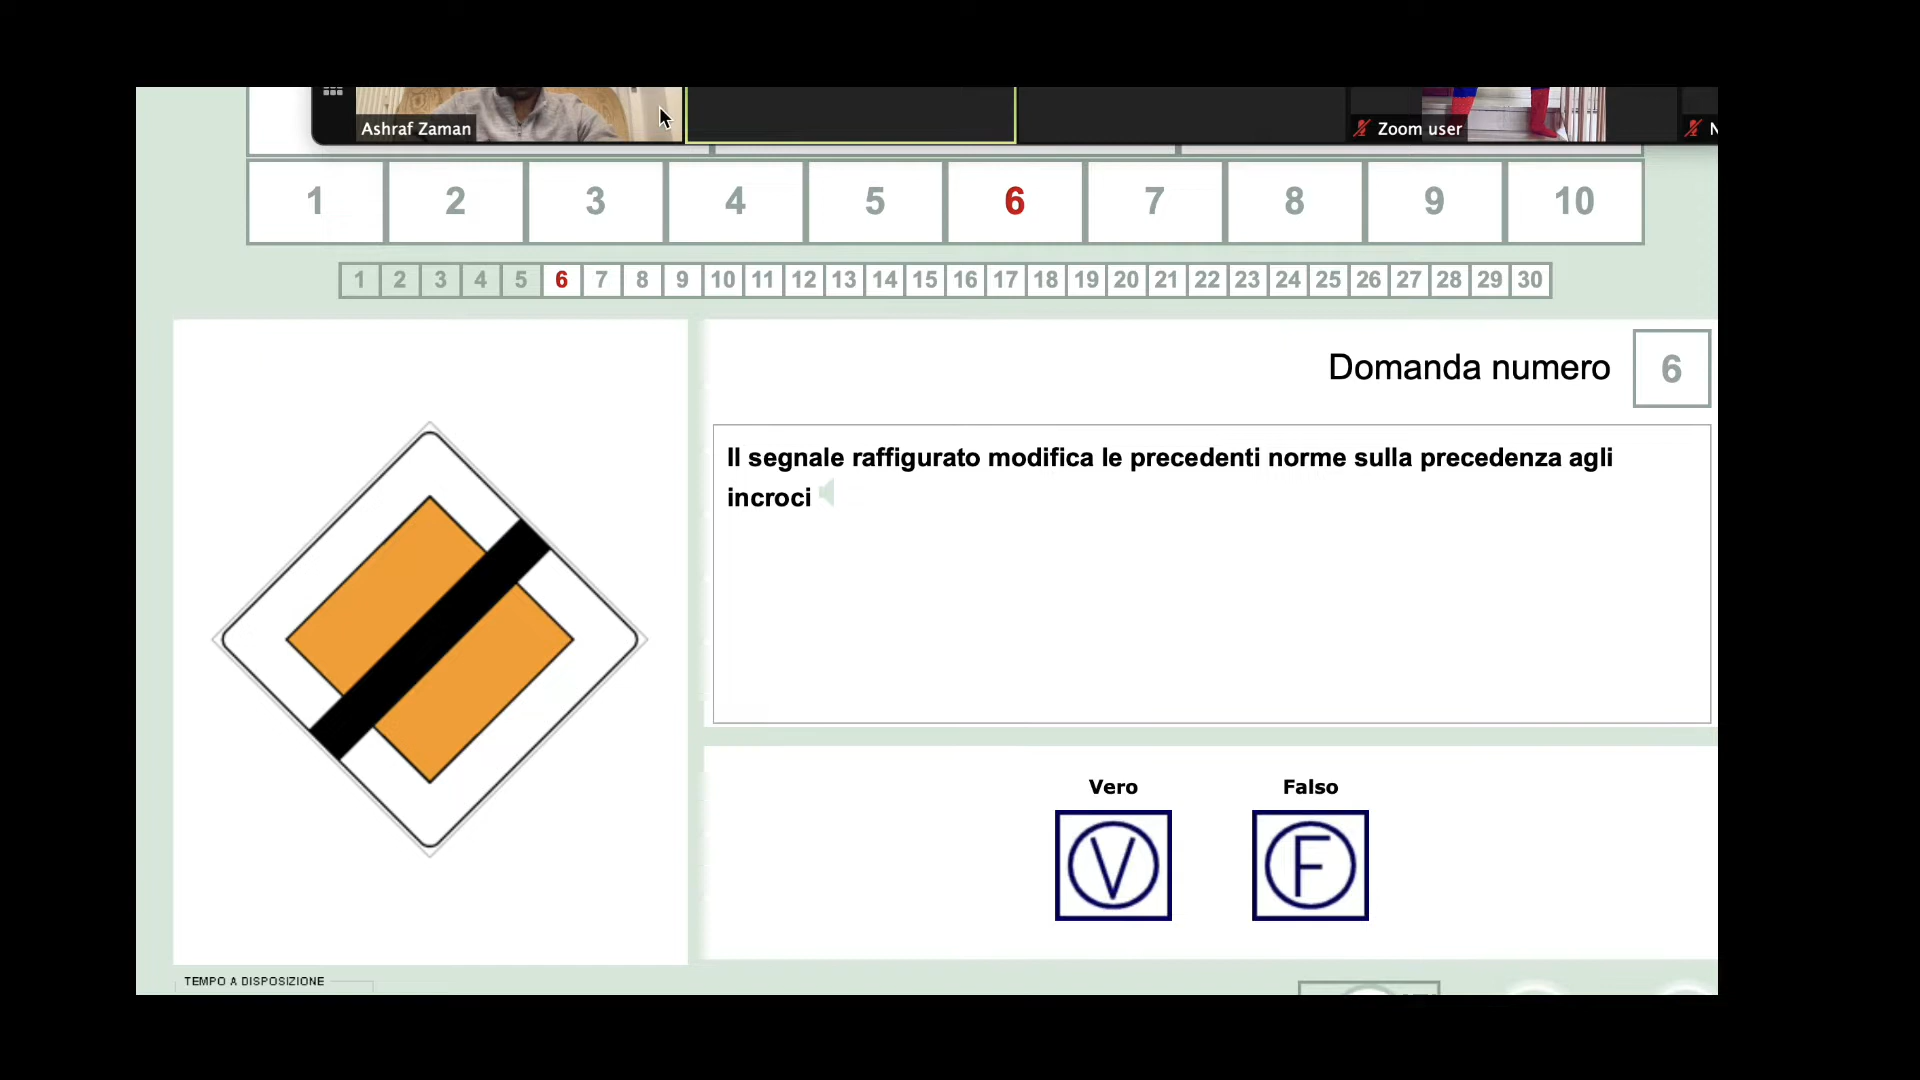 Ashraf Zaman
Zoom user
N
1 2 3 4 5 6 7 8 9 10
1 2 3 4 5 6 7 8 9 10 11 12 13 14 15 16 17 18 19 20 21 22 23 24 25 26 27 28 29 30
Domanda numero 6
Il segnale raffigurato modifica le precedenti norme sulla precedenza agli
incroci
Vero Falso
V F
TEMPO A DISPOSIZIONE